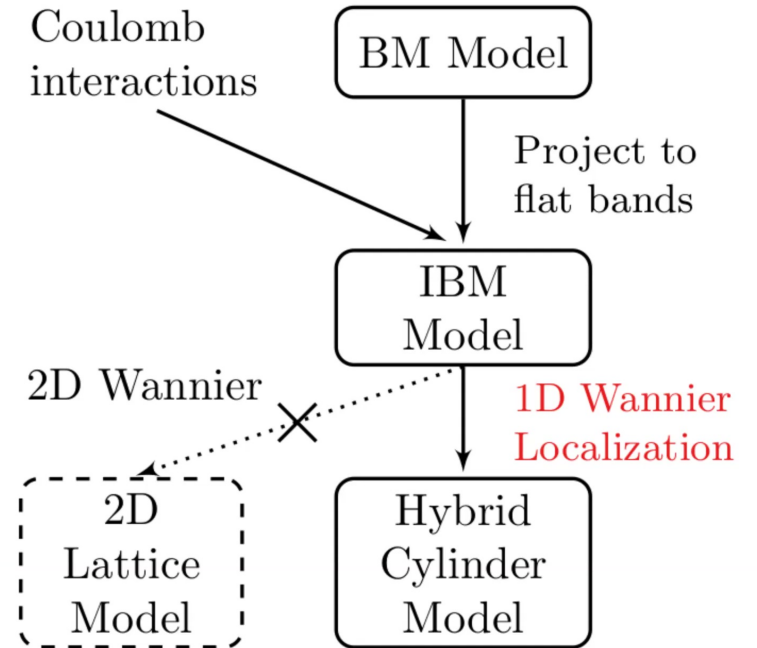 Coulomb
interactions
BM Model
Project to
flat bands
IBM
Model
2D Wannier
1D Wannier
Localization
2D
Lattice
Model
Hybrid
Cylinder
Model